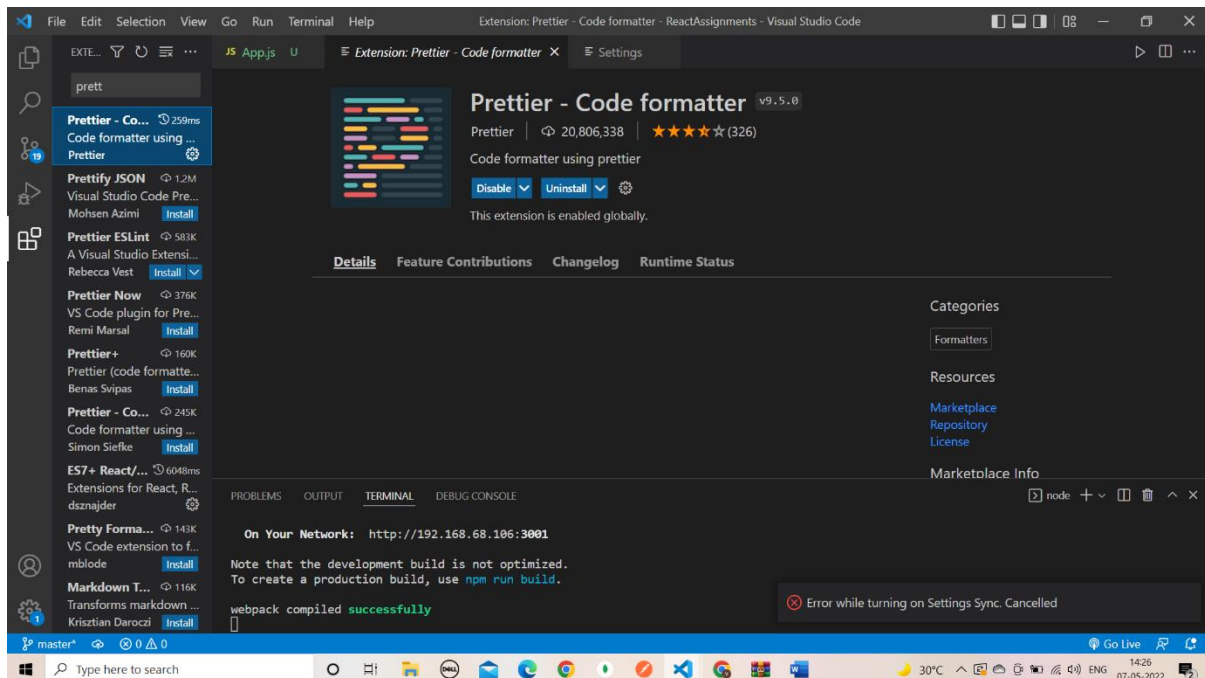 File Edit Selection View Go Run Terminal Help Extension: Prettier - Code formatter - ReactAssignments - Visual Studio Code
EXTE...
JS App.js U
Extension: Prettier - Code formatter
Settings
prett
Prettier - Co... 259ms
Code formatter using ...
Prettier
Prettify JSON 1.2M
Visual Studio Code Pre...
Mohsen Azimi Install
Prettier ESLint 583K
A Visual Studio Extensi...
Rebecca Vest Install
Prettier Now 376K
VS Code plugin for Pre...
Remi Marsal Install
Prettier+ 160K
Prettier (code formatte...
Benas Svipas Install
Prettier - Co... 245K
Code formatter using ...
Simon Siefke Install
ES7+ React/... 6048ms
Extensions for React, R...
dsznajder
Pretty Forma... 143K
VS Code extension to f...
mblode Install
Markdown T... 116K
Transforms markdown ...
Krisztian Daroczi Install
19
1
Prettier - Code formatter v9.5.0
Prettier 20,806,338 (326)
Code formatter using prettier
Disable Uninstall
This extension is enabled globally.
Details Feature Contributions Changelog Runtime Status
Categories
Formatters
Resources
Marketplace
Repository
License
Marketplace Info
PROBLEMS OUTPUT TERMINAL DEBUG CONSOLE node
On Your Network: http://192.168.68.106:3001
Note that the development build is not optimized.
To create a production build, use npm run build.
webpack compiled successfully
Error while turning on Settings Sync. Cancelled
master* 0 0 Go Live
Type here to search
DELL
30°C ENG 14:26
07-05-2022
2